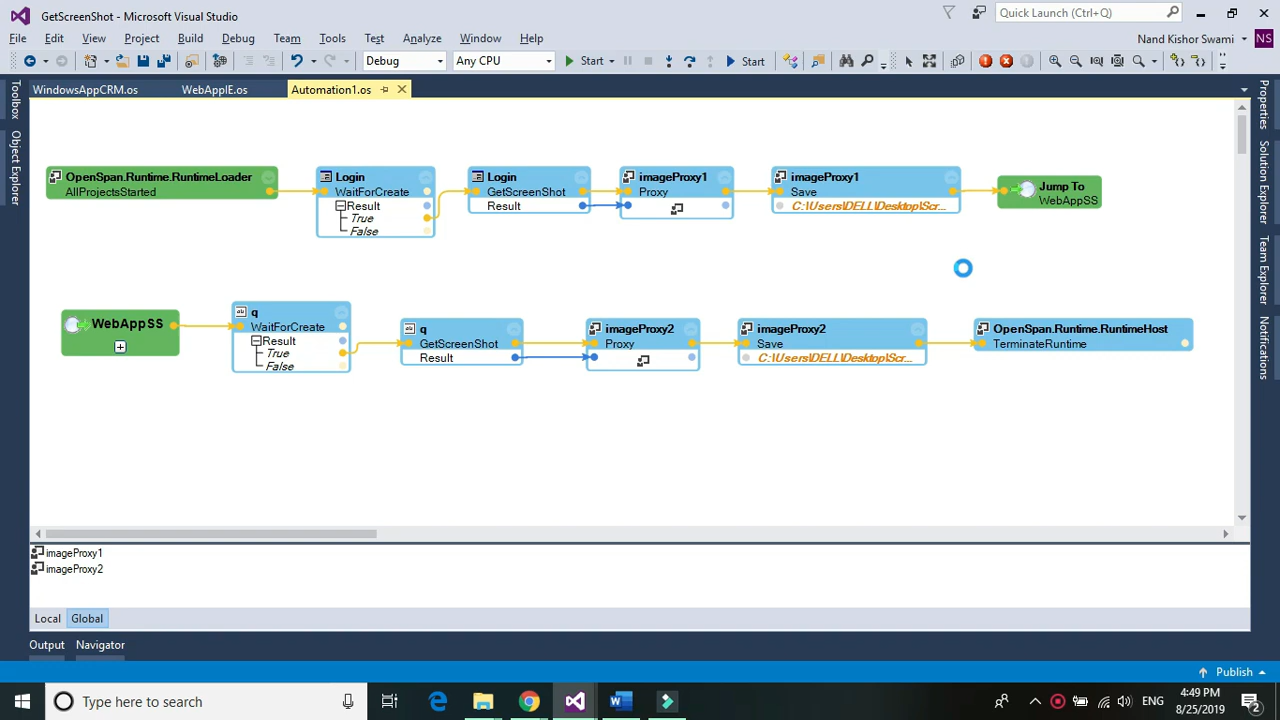 GetScreenShot - Microsoft Visual Studio
Quick Launch (Ctrl+Q)
File Edit View Project Build Debug Team Tools Test Analyze Window Help
Nand Kishor Swami NS
Debug Any CPU Start Start
WindowsAppCRM.os WebAppIE.os Automation1.os
Toolbox
Object Explorer
Properties
Solution Explorer
Team Explorer
Notifications
OpenSpan.Runtime.RuntimeLoader
AllProjectsStarted
Login
WaitForCreate
Result
True
False
Login
GetScreenShot
Result
imageProxy1
Proxy
imageProxy1
Save
C:\Users\DELL\Desktop\Scr...
Jump To
WebAppSS
WebAppSS
q
WaitForCreate
Result
True
False
q
GetScreenShot
Result
imageProxy2
Proxy
imageProxy2
Save
C:\Users\DELL\Desktop\Scr...
OpenSpan.Runtime.RuntimeHost
TerminateRuntime
imageProxy1
imageProxy2
Local Global
Output Navigator
Publish
Type here to search
ENG
4:49 PM
8/25/2019
2